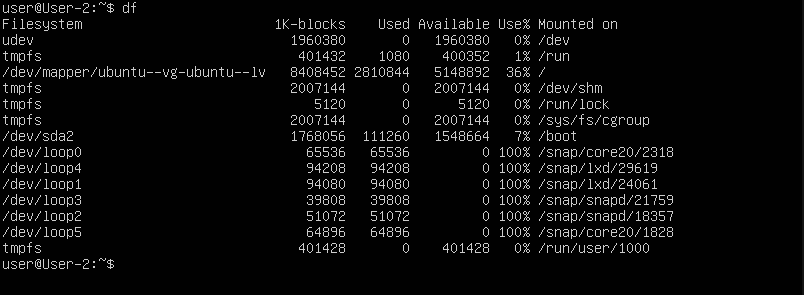 user@User-2:~$ df
Filesystem                        1K-blocks    Used Available Use% Mounted on
udev                                1960380       0   1960380   0% /dev
tmpfs                                401432    1080    400352   1% /run
/dev/mapper/ubuntu--vg-ubuntu--lv   8408452 2810844   5148892  36% /
tmpfs                               2007144       0   2007144   0% /dev/shm
tmpfs                                  5120       0      5120   0% /run/lock
tmpfs                               2007144       0   2007144   0% /sys/fs/cgroup
/dev/sda2                           1768056  111260   1548664   7% /boot
/dev/loop0                            65536   65536         0 100% /snap/core20/2318
/dev/loop4                            94208   94208         0 100% /snap/lxd/29619
/dev/loop1                            94080   94080         0 100% /snap/lxd/24061
/dev/loop3                            39808   39808         0 100% /snap/snapd/21759
/dev/loop2                            51072   51072         0 100% /snap/snapd/18357
/dev/loop5                            64896   64896         0 100% /snap/core20/1828
tmpfs                                401428       0    401428   0% /run/user/1000
user@User-2:~$